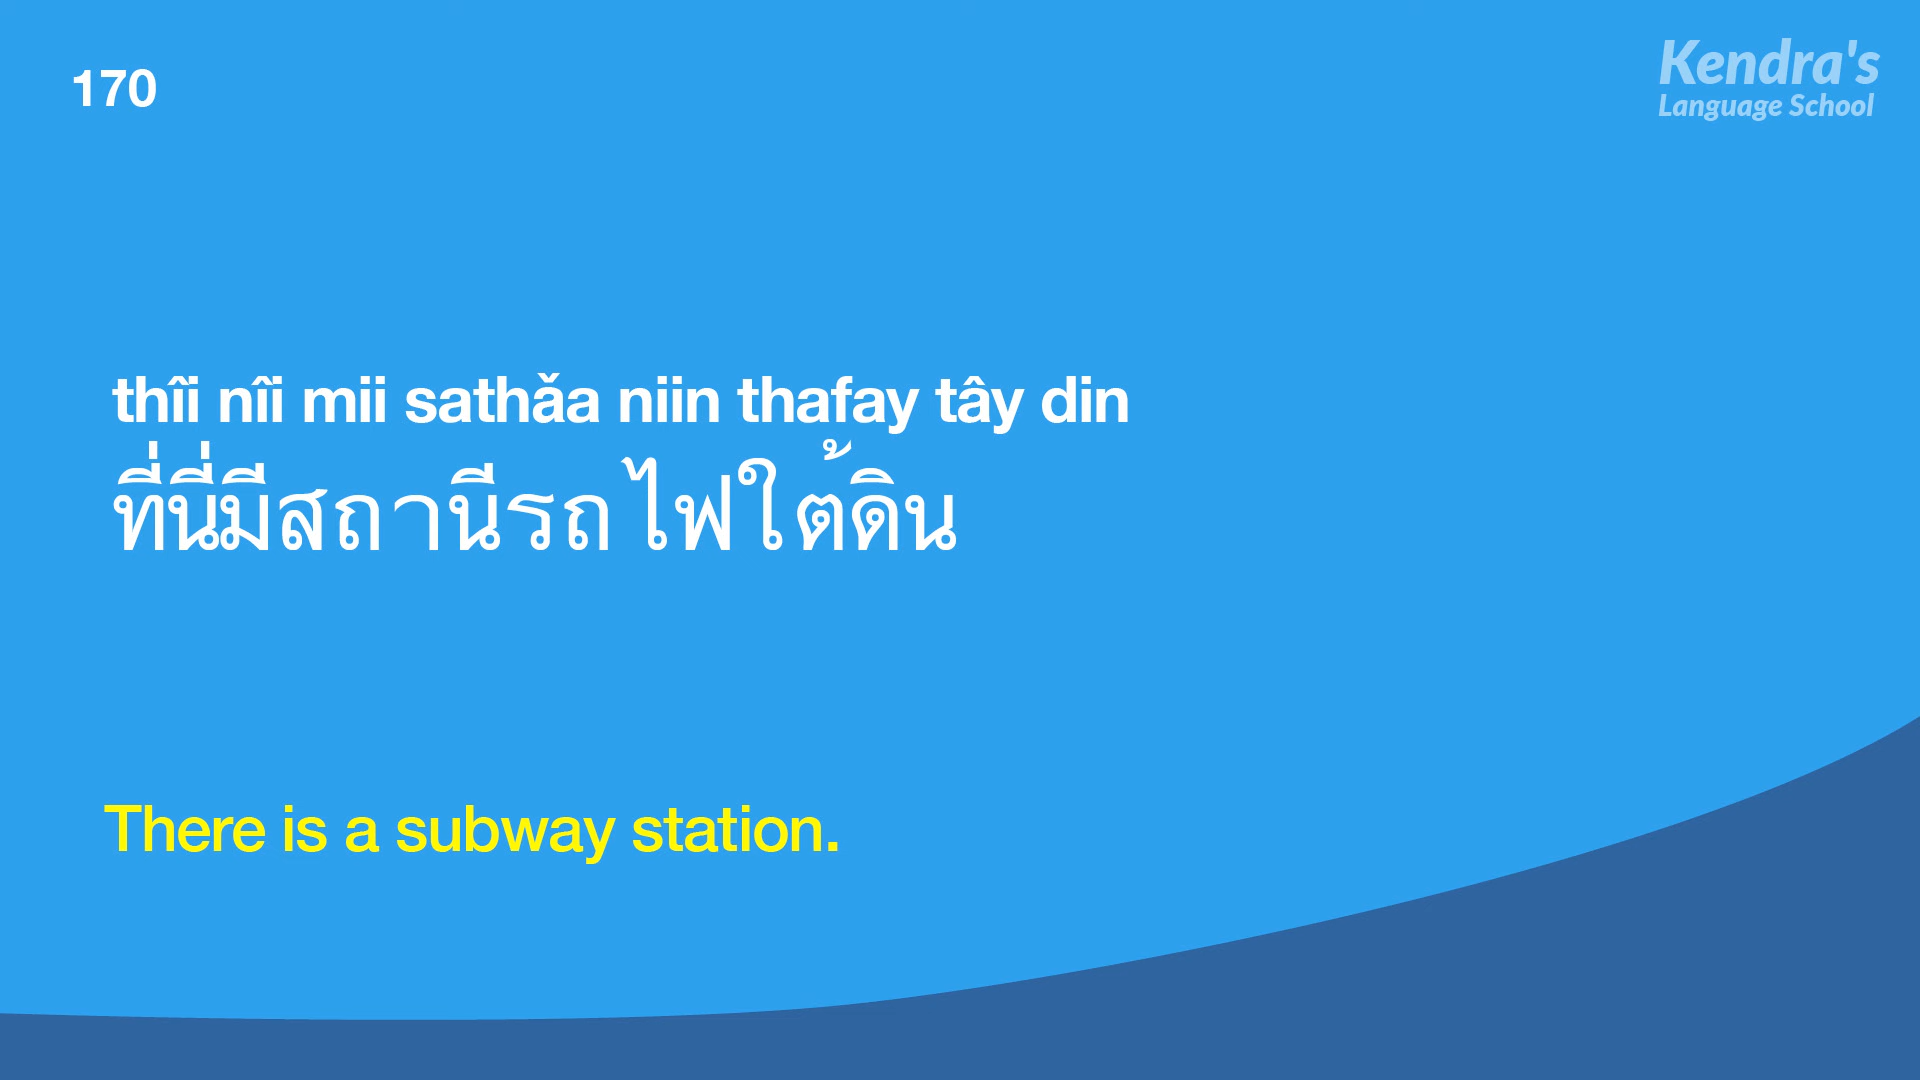 170
Kendra's
Language School
thîi nîi mii sathǎa niin thafay tây din
ที่นี่มีสถานีรถไฟใต้ดิน
There is a subway station.